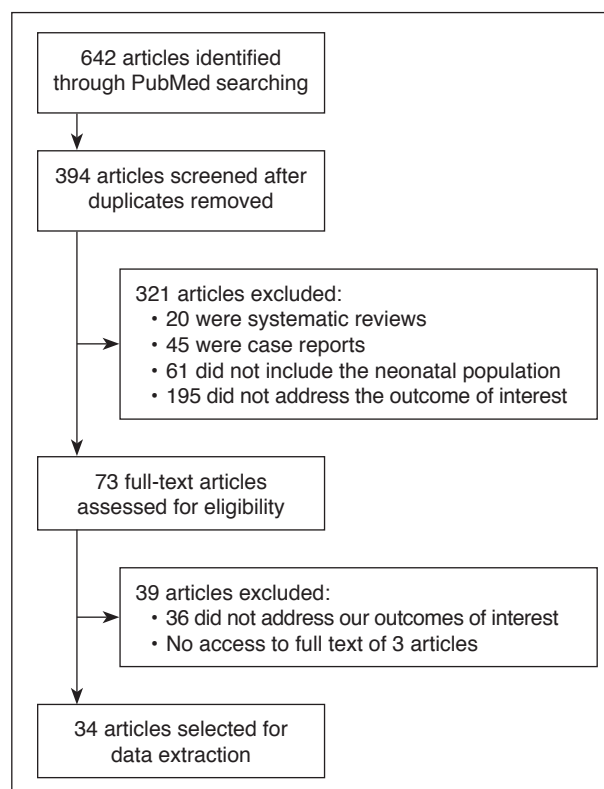 642 articles identified
through PubMed searching
394 articles screened after
duplicates removed
321 articles excluded:
• 20 were systematic reviews
• 45 were case reports
• 61 did not include the neonatal population
• 195 did not address the outcome of interest
73 full-text articles
assessed for eligibility
39 articles excluded:
• 36 did not address our outcomes of interest
• No access to full text of 3 articles
34 articles selected for
data extraction